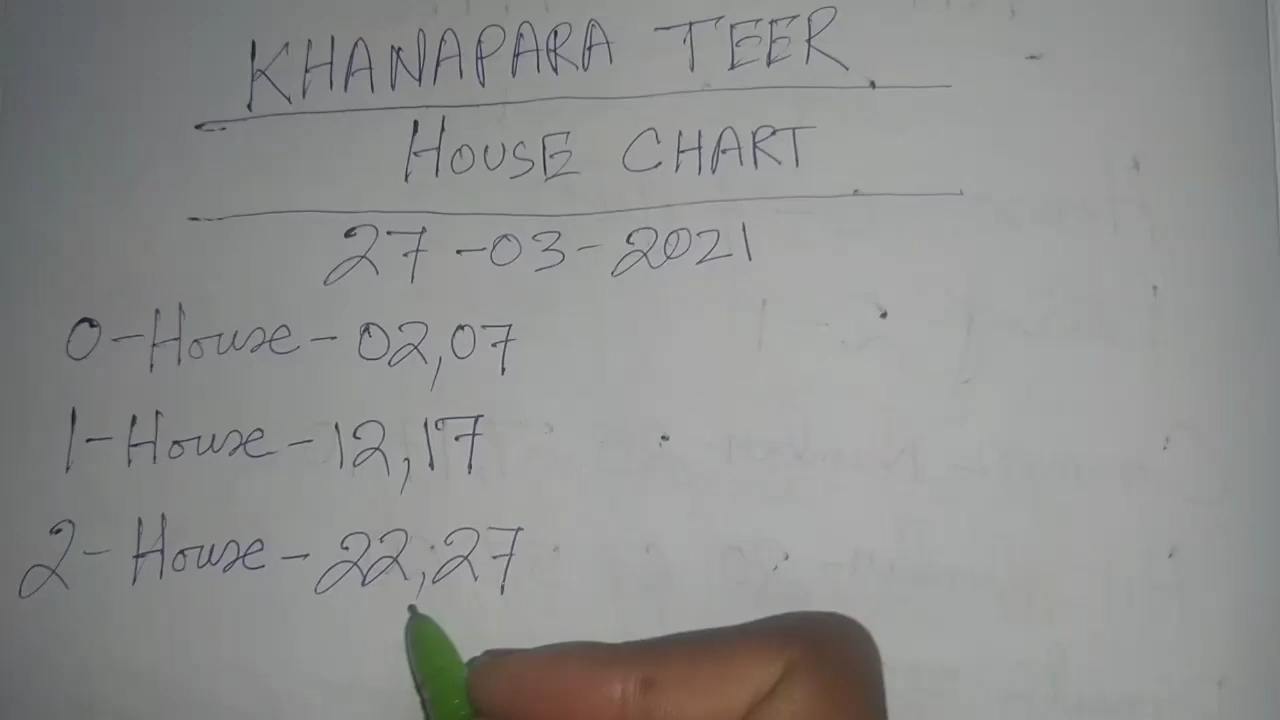 KHANAPARA TEER
HOUSE CHART
27-03-2021
0-House-02,07
1-House-12,17
2-House-22,27